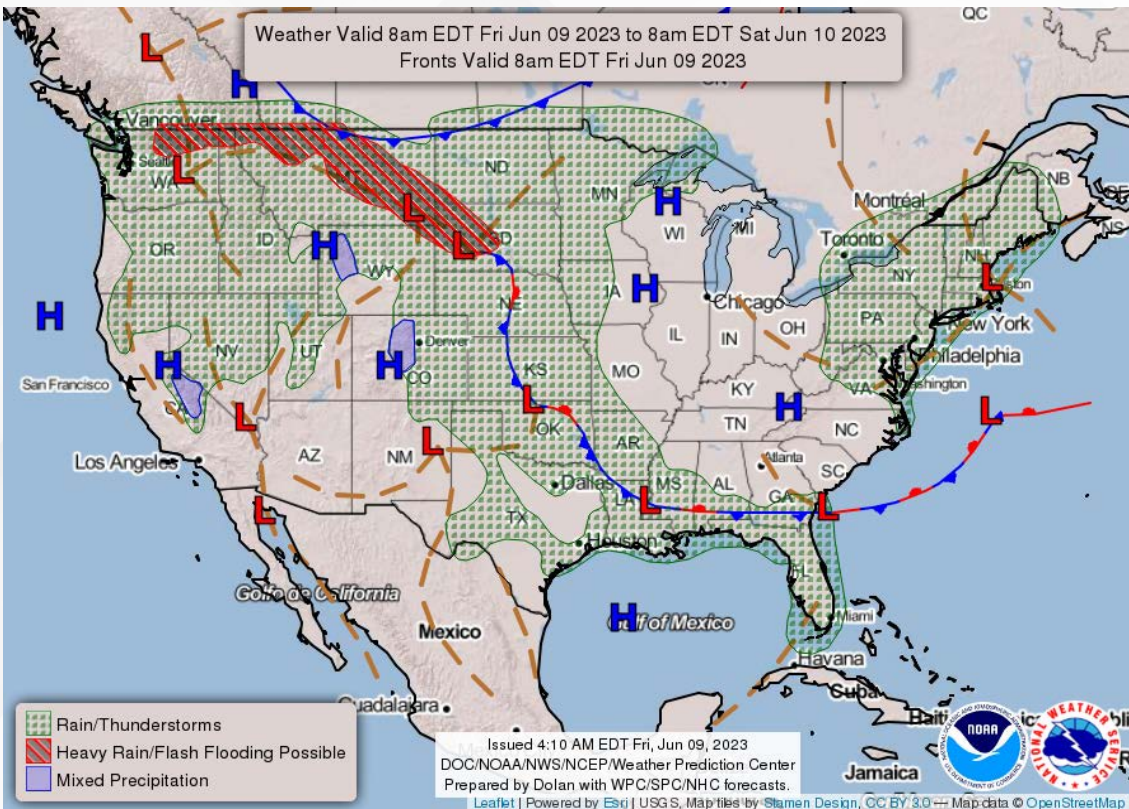 QC
Weather Valid 8am EDT Fri Jun 09 2023 to 8am EDT Sat Jun 10 2023
Fronts Valid 8am EDT Fri Jun 09 2023
L
H
Vancouver
Seattle
L
WA
MT
ND
MN
H
WI
MI
Montréal
NB
NS
Toronto
NH
L
OR
ID
H
WY
L
L
SD
NE
IA
H
Chicago
NY
PA
New York
Philadelphia
H
NV
UT
H
Denver
CO
KS
MO
IL
IN
OH
KY
VA
Washington
San Francisco
H
CA
L
L
L
OK
AR
TN
H
NC
L
Los Angeles
AZ
NM
Dallas
L
MS
AL
Atlanta
GA
SC
L
L
TX
LA
Houston
FL
Golfo de California
Mexico
H
Gulf of Mexico
Miami
Havana
Cuba
Guadalajara
Jamaica
Rain/Thunderstorms
Heavy Rain/Flash Flooding Possible
Mixed Precipitation
Issued 4:10 AM EDT Fri, Jun 09, 2023
DOC/NOAA/NWS/NCEP/Weather Prediction Center
Prepared by Dolan with WPC/SPC/NHC forecasts.
NOAA
NATIONAL WEATHER SERVICE
Leaflet | Powered by Esri | USGS, Map tiles by Stamen Design, CC BY 3.0 — Map data © OpenStreetMap